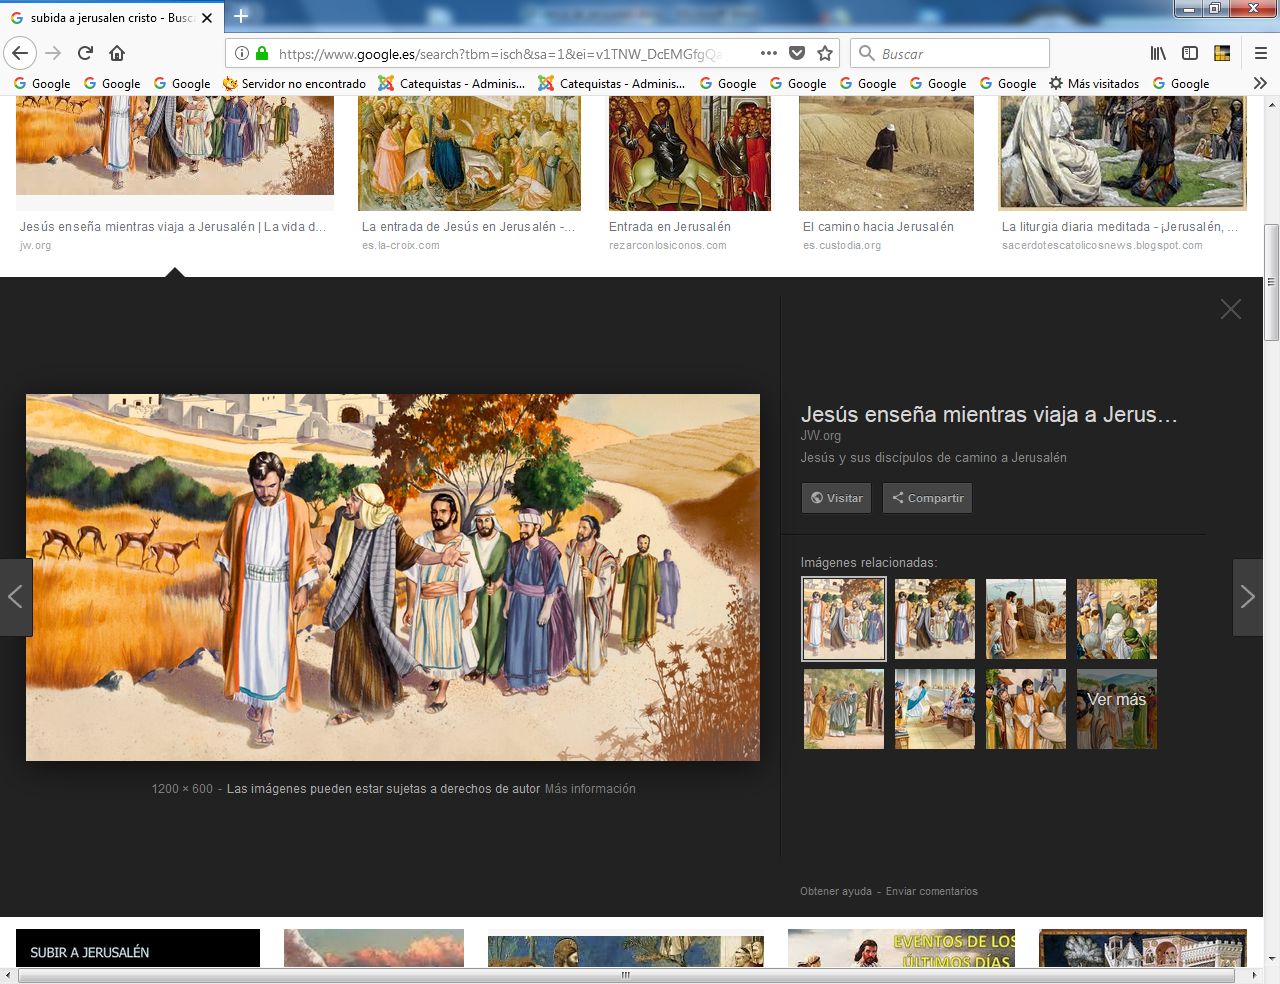 subida a jerusalen cristo - Busca
https://www.google.es/search?tbm=isch&sa=1&ei=v1TNW_DcEMGfgQa
Buscar
Google
Google
Google
Servidor no encontrado
Catequistas - Adminis...
Catequistas - Adminis...
Google
Google
Google
Google
Google
Más visitados
Google
Jesús enseña mientras viaja a Jerusalén | La vida d...
jw.org
La entrada de Jesús en Jerusalén -...
es.la-croix.com
Entrada en Jerusalén
rezarconlosiconos.com
El camino hacia Jerusalén
es.custodia.org
La liturgia diaria meditada - ¡Jerusalén, ...
sacerdotescatolicosnews.blogspot.com
Jesús enseña mientras viaja a Jerus...
JW.org
Jesús y sus discípulos de camino a Jerusalén
Visitar
Compartir
Imágenes relacionadas:
Ver más
1200 × 600 - Las imágenes pueden estar sujetas a derechos de autor Más información
Obtener ayuda - Enviar comentarios
SUBIR A JERUSALÉN
EVENTOS DE LOS
ÚLTIMOS DÍAS